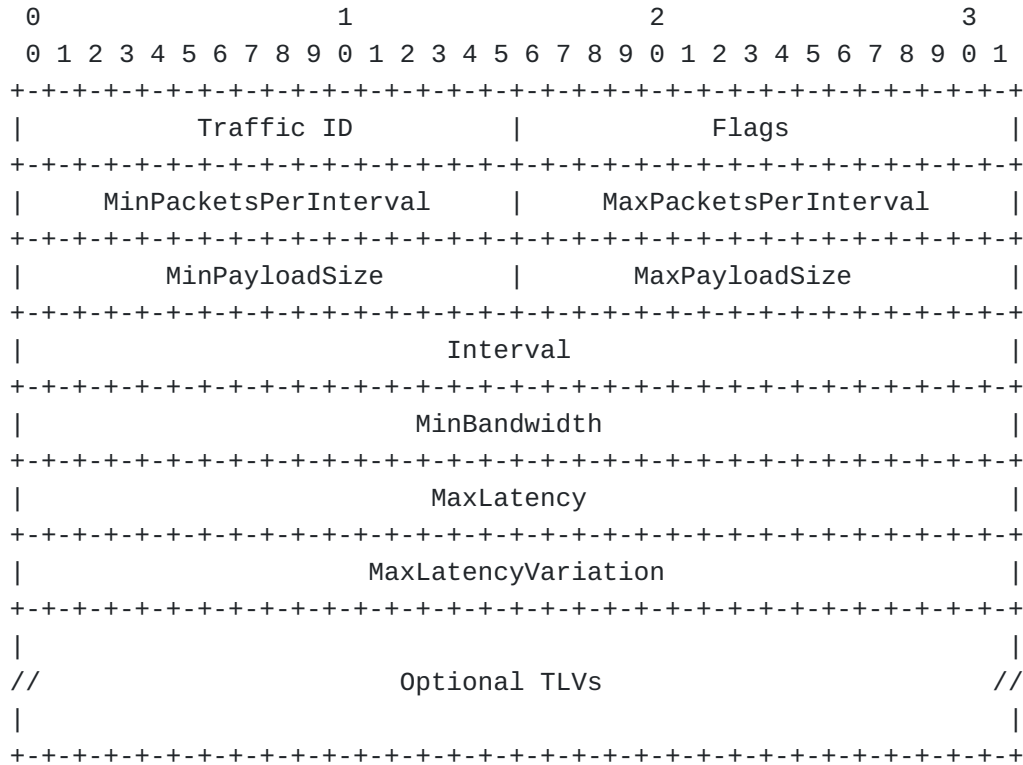 0                   1                   2                   3
 0 1 2 3 4 5 6 7 8 9 0 1 2 3 4 5 6 7 8 9 0 1 2 3 4 5 6 7 8 9 0 1
+-+-+-+-+-+-+-+-+-+-+-+-+-+-+-+-+-+-+-+-+-+-+-+-+-+-+-+-+-+-+-+-+
|           Traffic ID          |            Flags              |
+-+-+-+-+-+-+-+-+-+-+-+-+-+-+-+-+-+-+-+-+-+-+-+-+-+-+-+-+-+-+-+-+
|     MinPacketsPerInterval     |     MaxPacketsPerInterval     |
+-+-+-+-+-+-+-+-+-+-+-+-+-+-+-+-+-+-+-+-+-+-+-+-+-+-+-+-+-+-+-+-+
|         MinPayloadSize        |       MaxPayloadSize          |
+-+-+-+-+-+-+-+-+-+-+-+-+-+-+-+-+-+-+-+-+-+-+-+-+-+-+-+-+-+-+-+-+
|                           Interval                            |
+-+-+-+-+-+-+-+-+-+-+-+-+-+-+-+-+-+-+-+-+-+-+-+-+-+-+-+-+-+-+-+-+
|                         MinBandwidth                          |
+-+-+-+-+-+-+-+-+-+-+-+-+-+-+-+-+-+-+-+-+-+-+-+-+-+-+-+-+-+-+-+-+
|                          MaxLatency                           |
+-+-+-+-+-+-+-+-+-+-+-+-+-+-+-+-+-+-+-+-+-+-+-+-+-+-+-+-+-+-+-+-+
|                      MaxLatencyVariation                      |
+-+-+-+-+-+-+-+-+-+-+-+-+-+-+-+-+-+-+-+-+-+-+-+-+-+-+-+-+-+-+-+-+
|                                                               |
//                       Optional TLVs                         //
|                                                               |
+-+-+-+-+-+-+-+-+-+-+-+-+-+-+-+-+-+-+-+-+-+-+-+-+-+-+-+-+-+-+-+-+